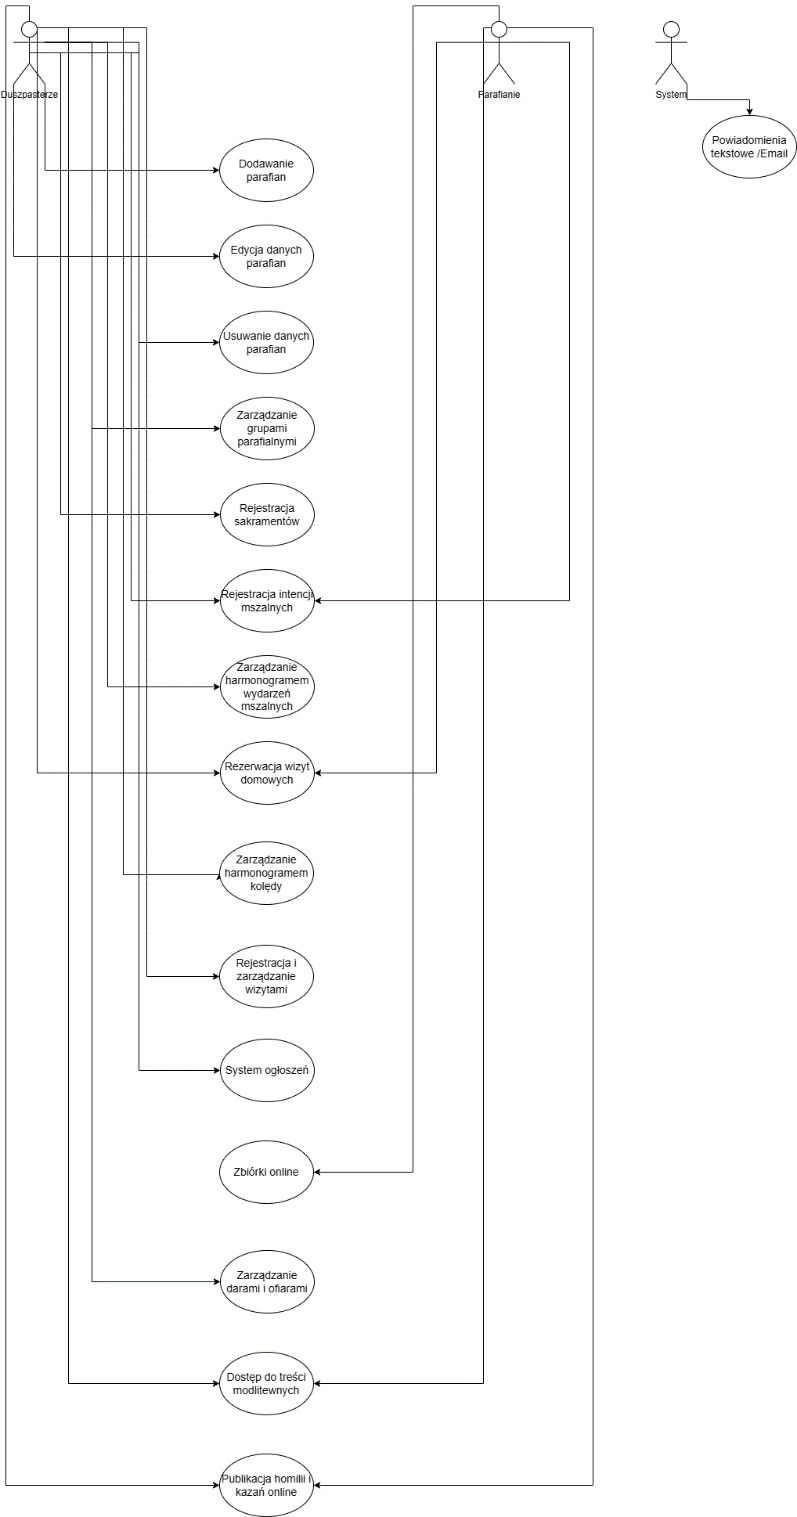 Duszpasterze
Parafianie
System
Powiadomienia
tekstowe /Email
Dodawanie
parafian
Edycja danych
parafian
Usuwanie danych
parafian
Zarządzanie
grupami
parafialnymi
Rejestracja
sakramentów
Rejestracja intencji
mszalnych
Zarządzanie
harmonogramem
wydarzeń
mszalnych
Rezerwacja wizyt
domowych
Zarządzanie
harmonogramem
kolędy
Rejestracja i
zarządzanie
wizytami
System ogłoszeń
Zbiórki online
Zarządzanie
darami i ofiarami
Dostęp do treści
modlitewnych
Publikacja homilii i
kazań online